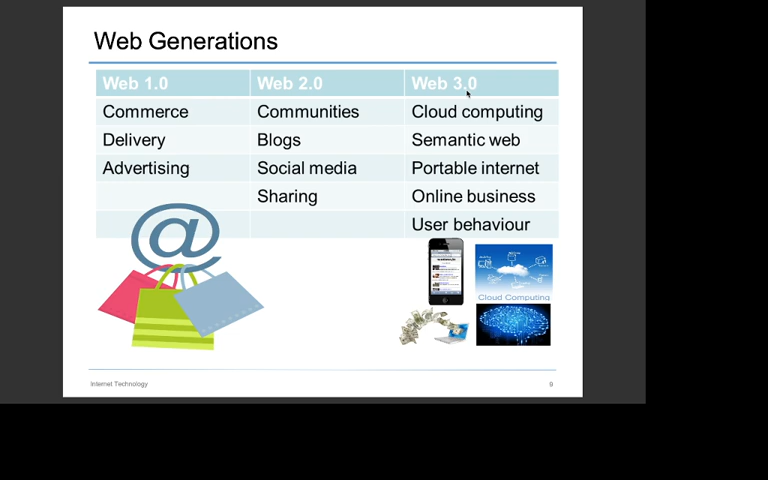 Web Generations
Web 1.0 Web 2.0 Web 3.0
Commerce Communities Cloud computing
Delivery Blogs Semantic web
Advertising Social media Portable internet
Sharing Online business
User behaviour
@
Cloud Computing
Internet Technology 9